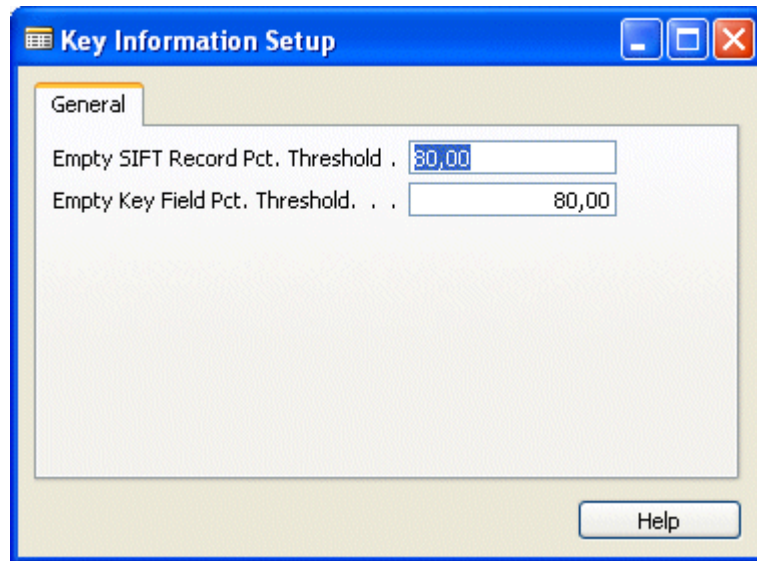 Key Information Setup
General
Empty SIFT Record Pct. Threshold . 80,00
Empty Key Field Pct. Threshold. . . 80,00
Help